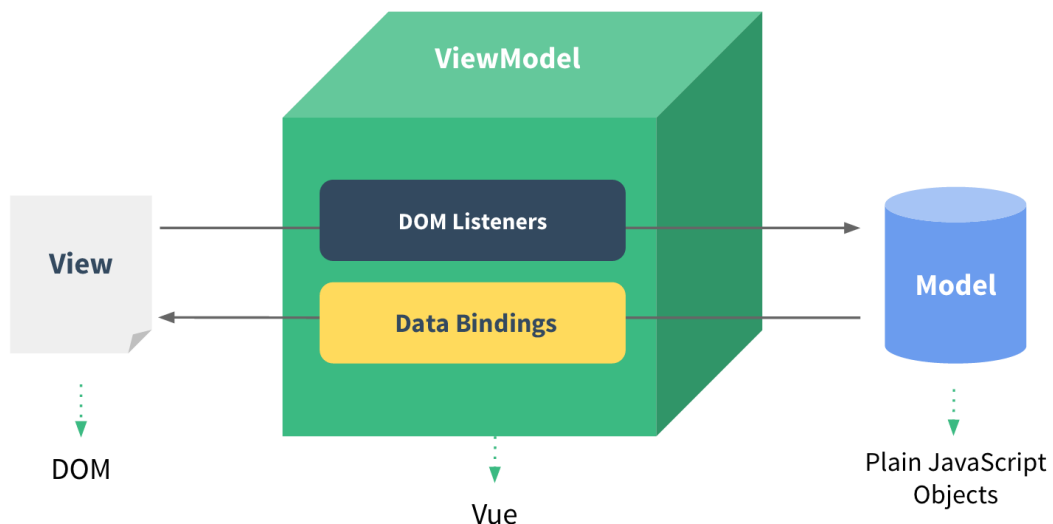 ViewModel
DOM Listeners
View
Model
Data Bindings
DOM
Vue
Plain JavaScript
Objects